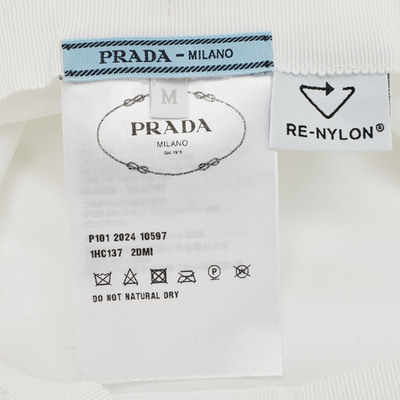 PRADA - MILANO
M
PRADA
MILANO
DAL 1913
RE-NYLON®
P101 2024 10597
1HC137 2DMI
P
DO NOT NATURAL DRY